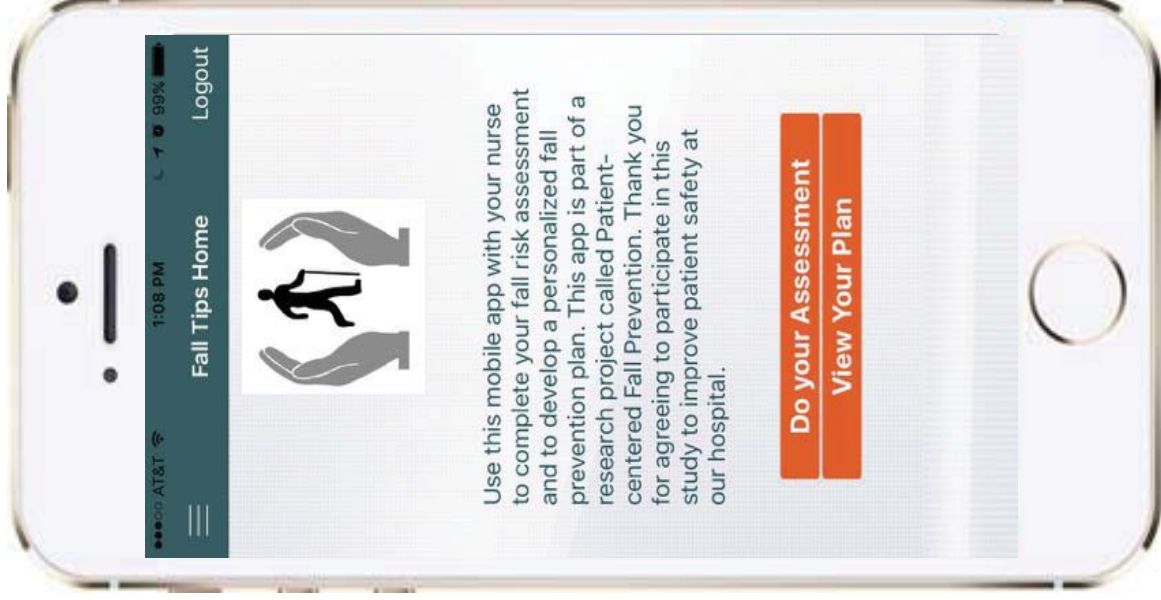 AT&T 1:08 PM 99%
Fall Tips Home Logout
Use this mobile app with your nurse
to complete your fall risk assessment
and to develop a personalized fall
prevention plan. This app is part of a
research project called Patient-
centered Fall Prevention. Thank you
for agreeing to participate in this
study to improve patient safety at
our hospital.
Do your Assessment
View Your Plan